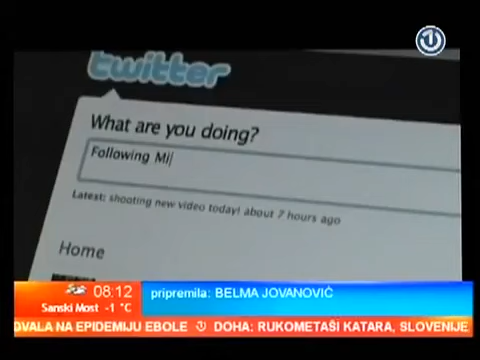 twitter
What are you doing?
Following Mi
Latest: shooting new video today! about 7 hours ago
Home
08:12
pripremila: BELMA JOVANOVIĆ
Sanski Most -1 °C
OVALA NA EPIDEMIJU EBOLE DOHA: RUKOMETAŠI KATARA, SLOVENIJE